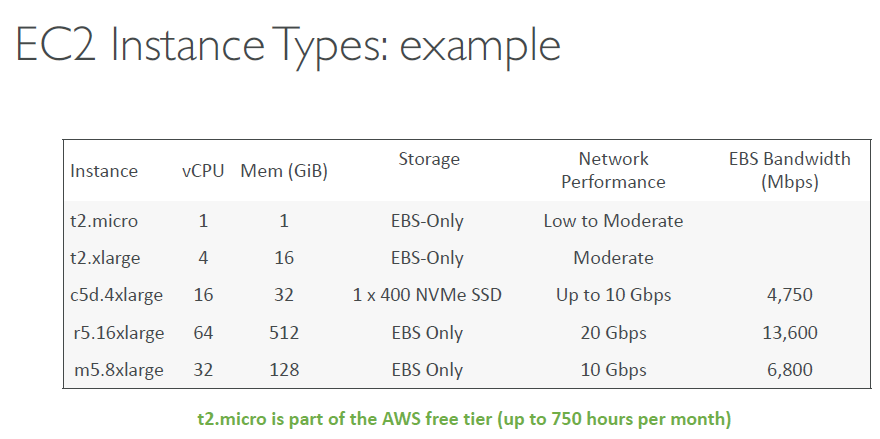 EC2 Instance Types: example
Instance vCPU Mem (GiB) Storage Network Performance EBS Bandwidth (Mbps)
t2.micro 1 1 EBS-Only Low to Moderate
t2.xlarge 4 16 EBS-Only Moderate
c5d.4xlarge 16 32 1 x 400 NVMe SSD Up to 10 Gbps 4,750
r5.16xlarge 64 512 EBS Only 20 Gbps 13,600
m5.8xlarge 32 128 EBS Only 10 Gbps 6,800
t2.micro is part of the AWS free tier (up to 750 hours per month)